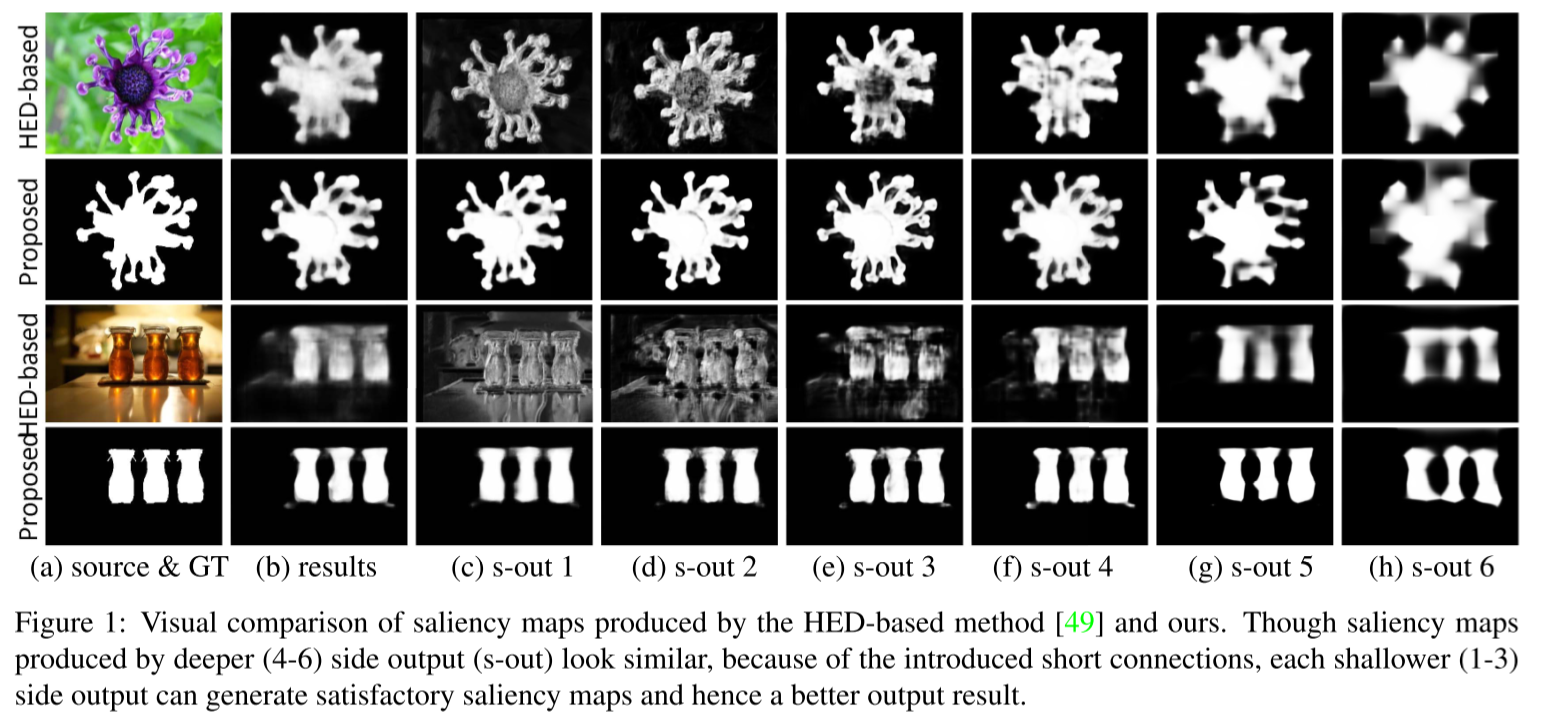 HED-based
Proposed
HED-based
Proposed
(a) source & GT (b) results (c) s-out 1 (d) s-out 2 (e) s-out 3 (f) s-out 4 (g) s-out 5 (h) s-out 6
Figure 1: Visual comparison of saliency maps produced by the HED-based method [49] and ours. Though saliency maps
produced by deeper (4-6) side output (s-out) look similar, because of the introduced short connections, each shallower (1-3)
side output can generate satisfactory saliency maps and hence a better output result.